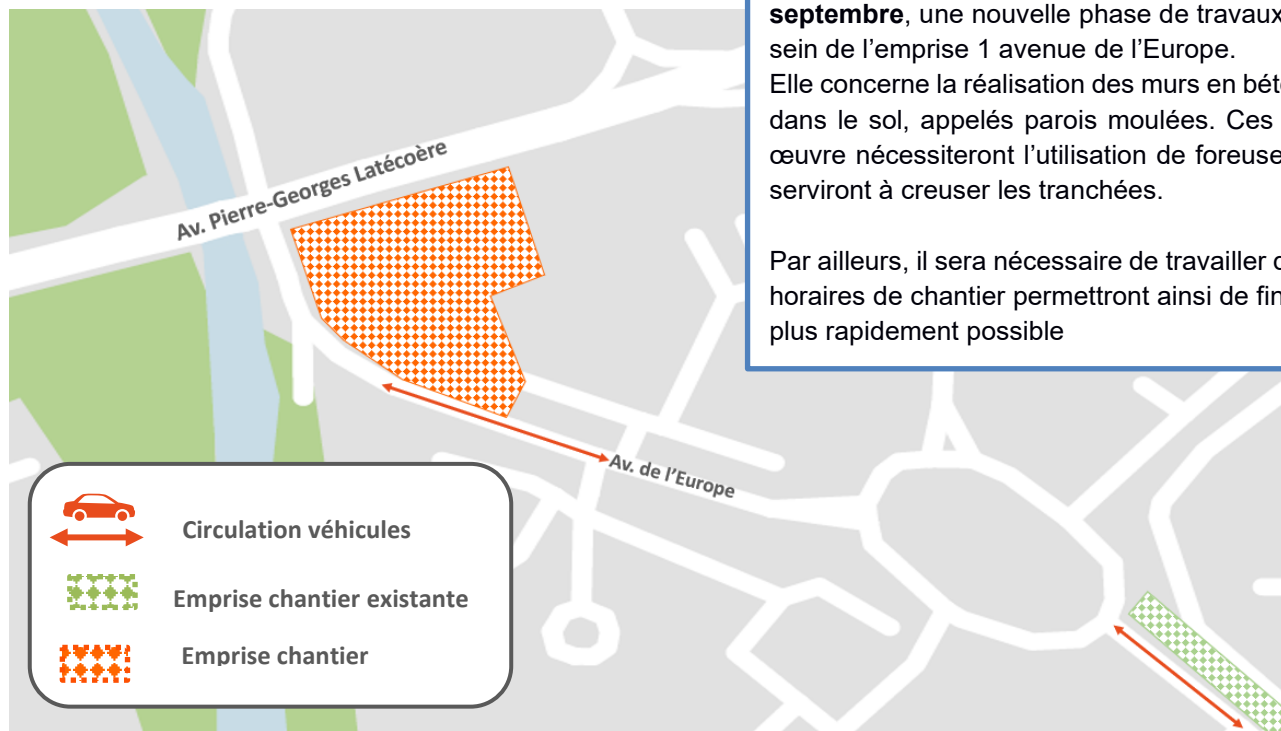 septembre, une nouvelle phase de travaux
sein de l’emprise 1 avenue de l’Europe.
Elle concerne la réalisation des murs en
dans le sol, appelés parois moulées. Ces
œuvre nécessiteront l’utilisation de
serviront à creuser les tranchées.
Par ailleurs, il sera nécessaire de travailler
horaires de chantier permettront ainsi de
plus rapidement possible
Av. Pierre-Georges Latécoère
Av. de l’Europe
Circulation véhicules
Emprise chantier existante
Emprise chantier